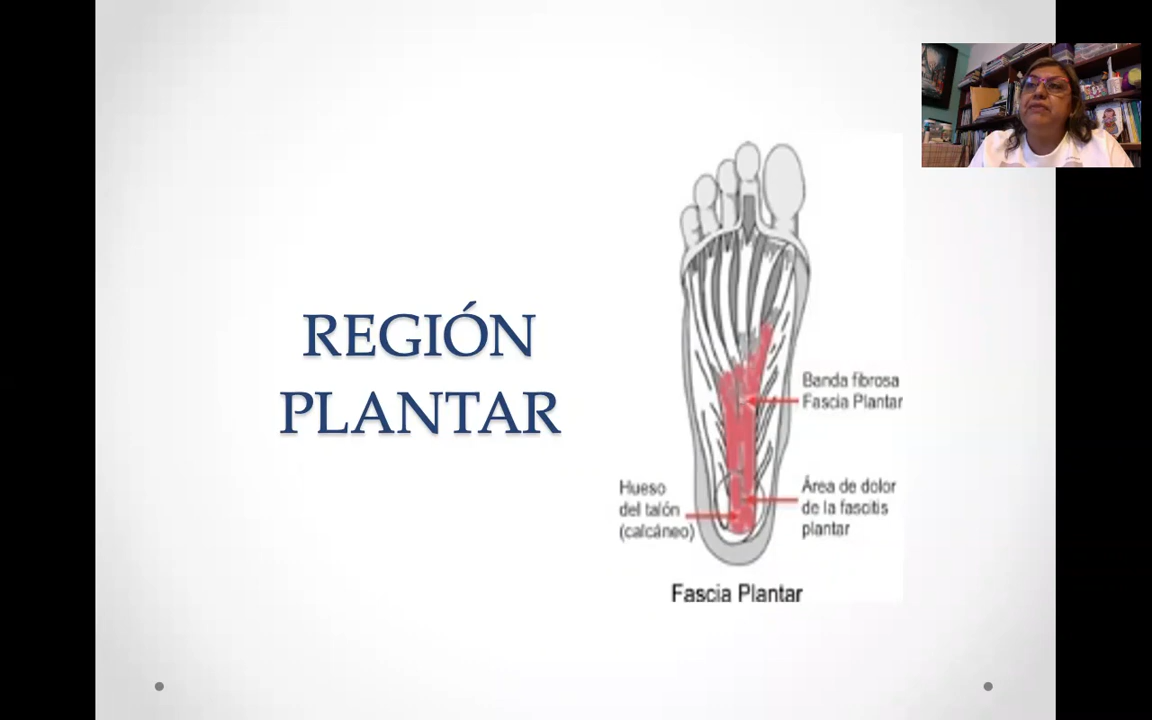 REGIÓN
PLANTAR
Banda fibrosa
Fascia Plantar
Hueso
del talón
(calcáneo)
Área de dolor
de la fascitis
plantar
Fascia Plantar